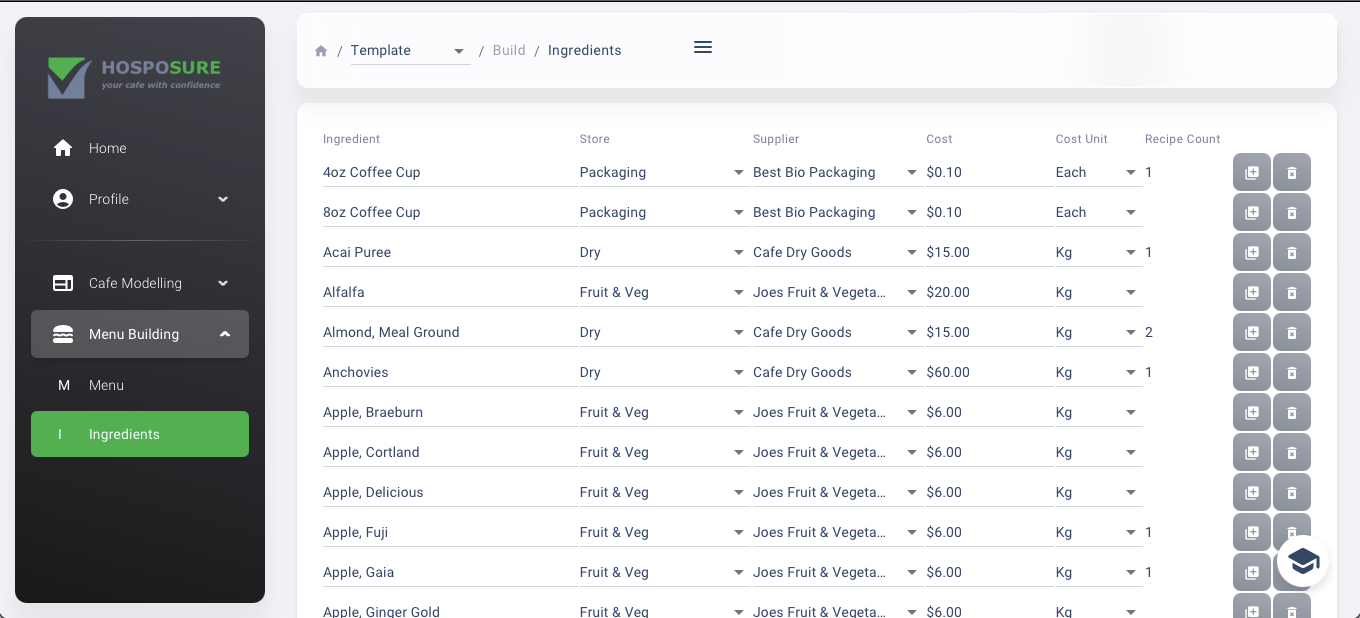 HOSPOSURE
your cafe with confidence
Home
Profile
Cafe Modelling
Menu Building
M Menu
I Ingredients
/ Template / Build / Ingredients
Ingredient Store Supplier Cost Cost Unit Recipe Count
4oz Coffee Cup Packaging Best Bio Packaging $0.10 Each 1
8oz Coffee Cup Packaging Best Bio Packaging $0.10 Each
Acai Puree Dry Cafe Dry Goods $15.00 Kg 1
Alfalfa Fruit & Veg Joes Fruit & Vegeta... $20.00 Kg
Almond, Meal Ground Dry Cafe Dry Goods $15.00 Kg 2
Anchovies Dry Cafe Dry Goods $60.00 Kg 1
Apple, Braeburn Fruit & Veg Joes Fruit & Vegeta... $6.00 Kg
Apple, Cortland Fruit & Veg Joes Fruit & Vegeta... $6.00 Kg
Apple, Delicious Fruit & Veg Joes Fruit & Vegeta... $6.00 Kg
Apple, Fuji Fruit & Veg Joes Fruit & Vegeta... $6.00 Kg 1
Apple, Gaia Fruit & Veg Joes Fruit & Vegeta... $6.00 Kg 1
Apple, Ginger Gold Fruit & Veg Joes Fruit & Vegeta... $6.00 Kg